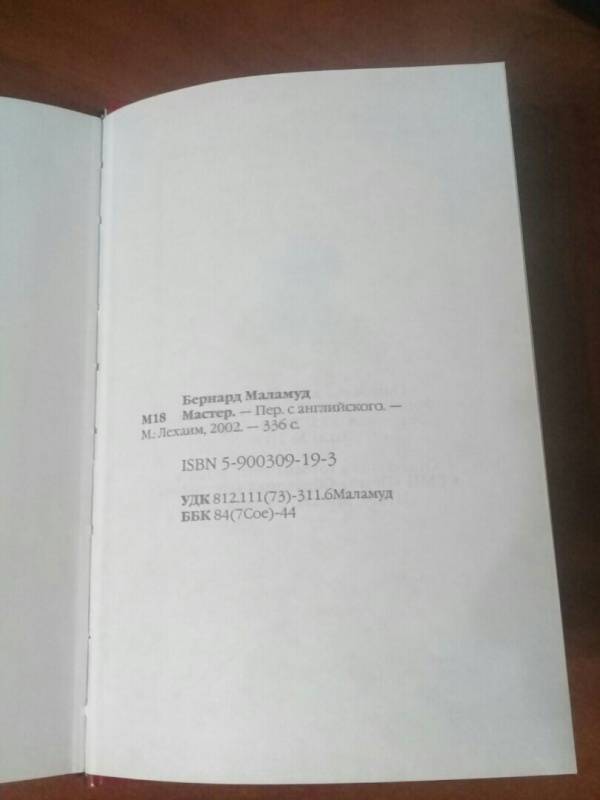 Бернард Маламуд
М18 Мастер. — Пер. с английского. —
М.: Лехаим, 2002. — 336 с.
ISBN 5-900309-19-3
УДК 812.111(73)-311.6Маламуд
ББК 84(7Сое)-44